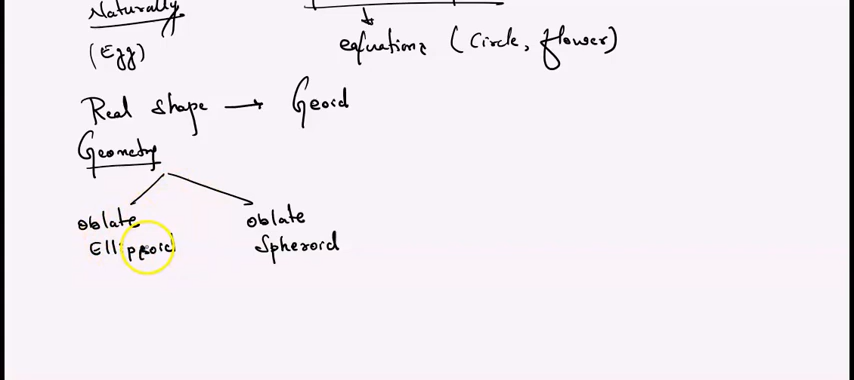 Naturally
(Egg) equations (Circle, flower)
Real shape → Geoid
Geometry
Oblate Oblate
Ellipsoid Spheroid